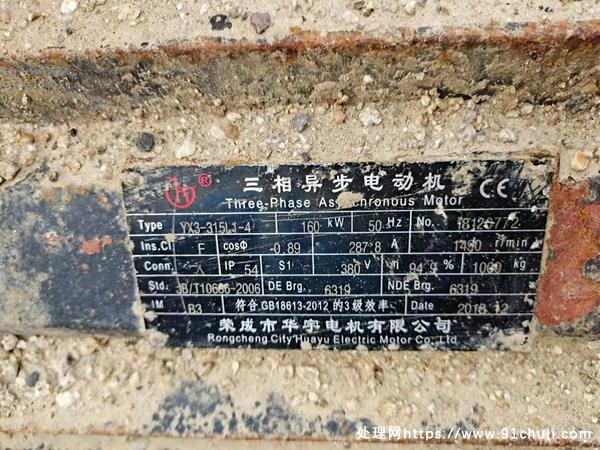 三相异步电动机 CE
Three-Phase Asynchronous Motor
Type YX3-315L1-4 160 kW 50 Hz No. 18126772
Ins.Cl F cosΦ 0.89 287.8 A r/min
Conn. IP 54 S1 380 V η 94.9 % kg
Std. JB/T10686-2006 DE Brg. 6319 NDE Brg. 6319
IM B3 符合GB18613-2012的3级效率 Date 2018.12
荣成市华宇电机有限公司
Rongcheng City Huayu Electric Motor Co., Ltd
处理网https://www.91chuli.com